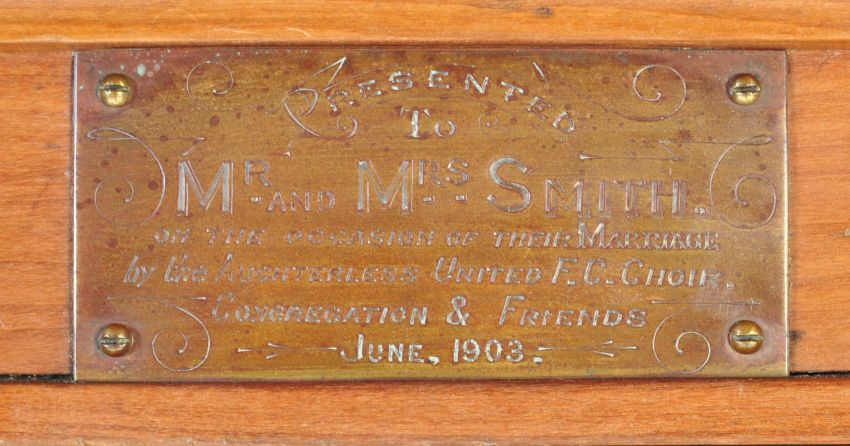 PRESENTED
To
MR. AND MRS. SMITH.
ON THE OCCASION OF THEIR MARRIAGE
by the AUCHTERLESS UNITED F.C. CHOIR,
CONGREGATION & FRIENDS
JUNE, 1903.